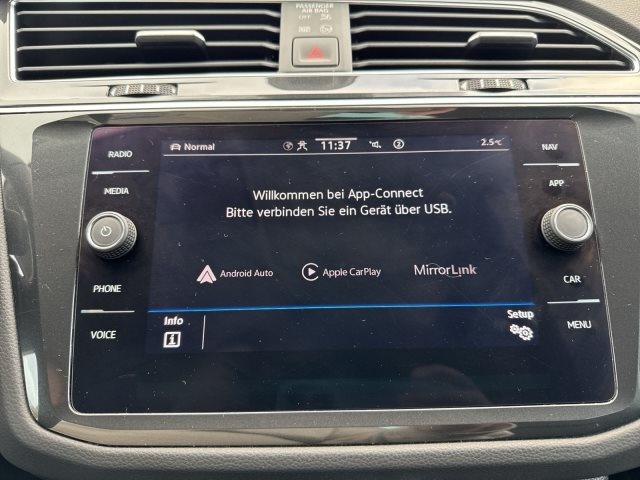 PASSENGER
AIR BAG
OFF
RADIO
MEDIA
PHONE
VOICE
NAV
APP
CAR
MENU
Normal
11:37
2
2.5°C
Willkommen bei App-Connect
Bitte verbinden Sie ein Gerät über USB.
Android Auto
Apple CarPlay
MirrorLink
Info
Setup